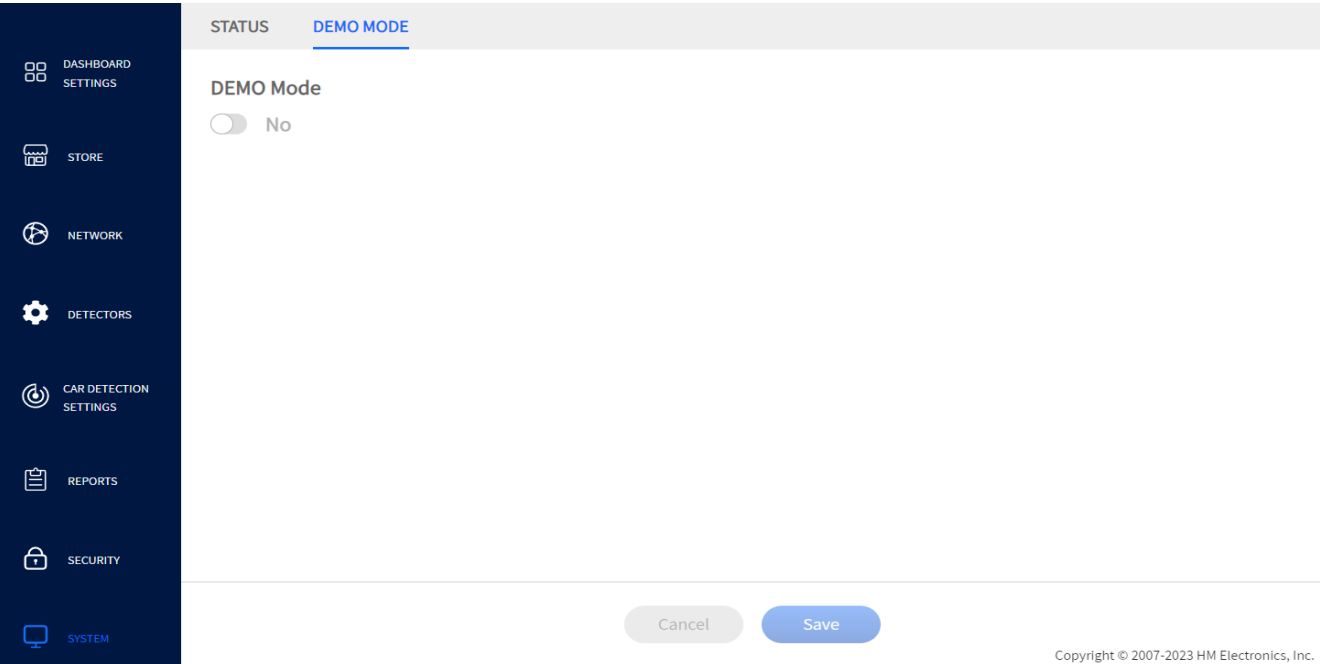 STATUS
DEMO MODE
DASHBOARD
SETTINGS
STORE
NETWORK
DETECTORS
CAR DETECTION
SETTINGS
REPORTS
SECURITY
SYSTEM
DEMO Mode
No
Cancel
Save
Copyright © 2007-2023 HM Electronics, Inc.